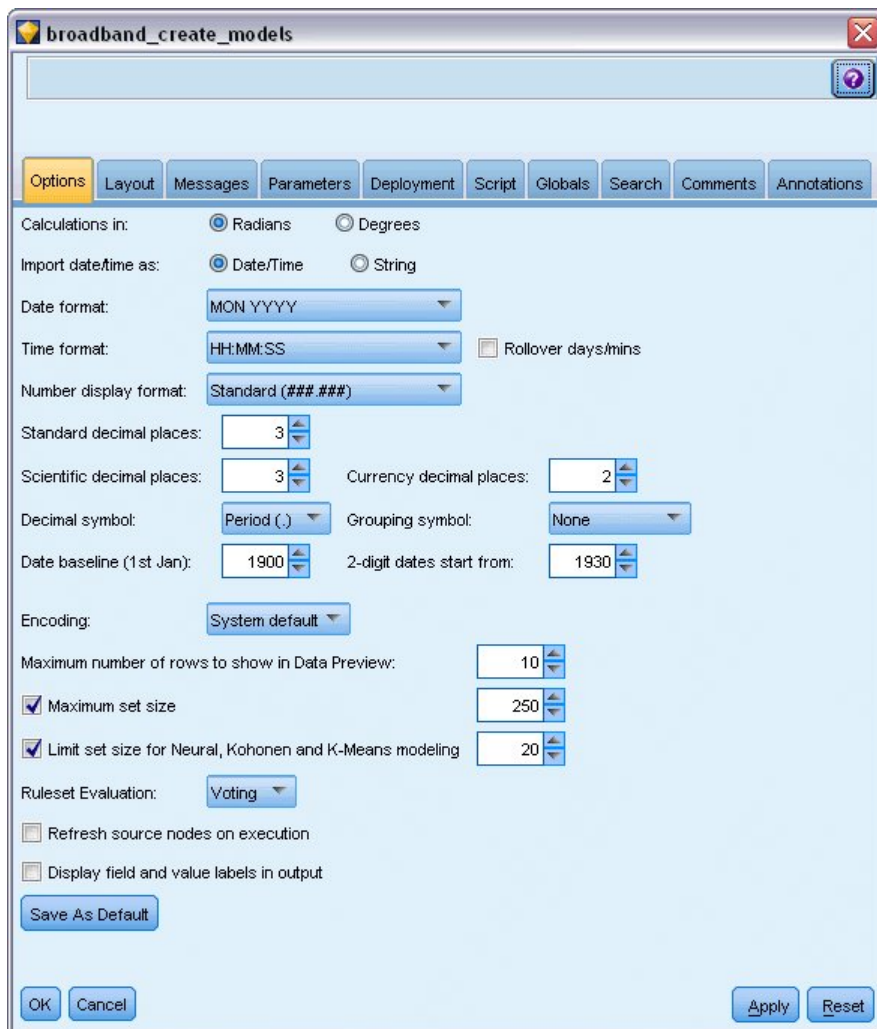 broadband_create_models
?
Options Layout Messages Parameters Deployment Script Globals Search Comments Annotations
Calculations in: Radians Degrees
Import date/time as: Date/Time String
Date format: MON YYYY
Time format: HH:MM:SS Rollover days/mins
Number display format: Standard (###.###)
Standard decimal places: 3
Scientific decimal places: 3 Currency decimal places: 2
Decimal symbol: Period (.) Grouping symbol: None
Date baseline (1st Jan): 1900 2-digit dates start from: 1930
Encoding: System default
Maximum number of rows to show in Data Preview: 10
Maximum set size 250
Limit set size for Neural, Kohonen and K-Means modeling 20
Ruleset Evaluation: Voting
Refresh source nodes on execution
Display field and value labels in output
Save As Default
OK Cancel Apply Reset